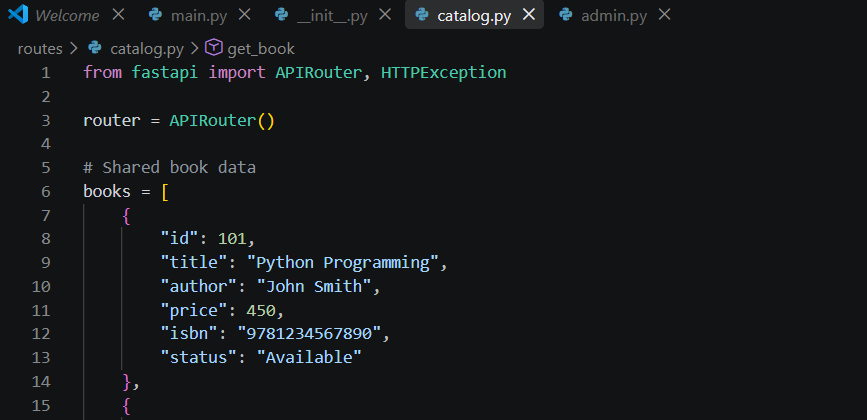 Welcome main.py __init__.py catalog.py admin.py
routes > catalog.py > get_book
1 from fastapi import APIRouter, HTTPException
2
3 router = APIRouter()
4
5 # Shared book data
6 books = [
7 {
8 "id": 101,
9 "title": "Python Programming",
10 "author": "John Smith",
11 "price": 450,
12 "isbn": "9781234567890",
13 "status": "Available"
14 },
15 {